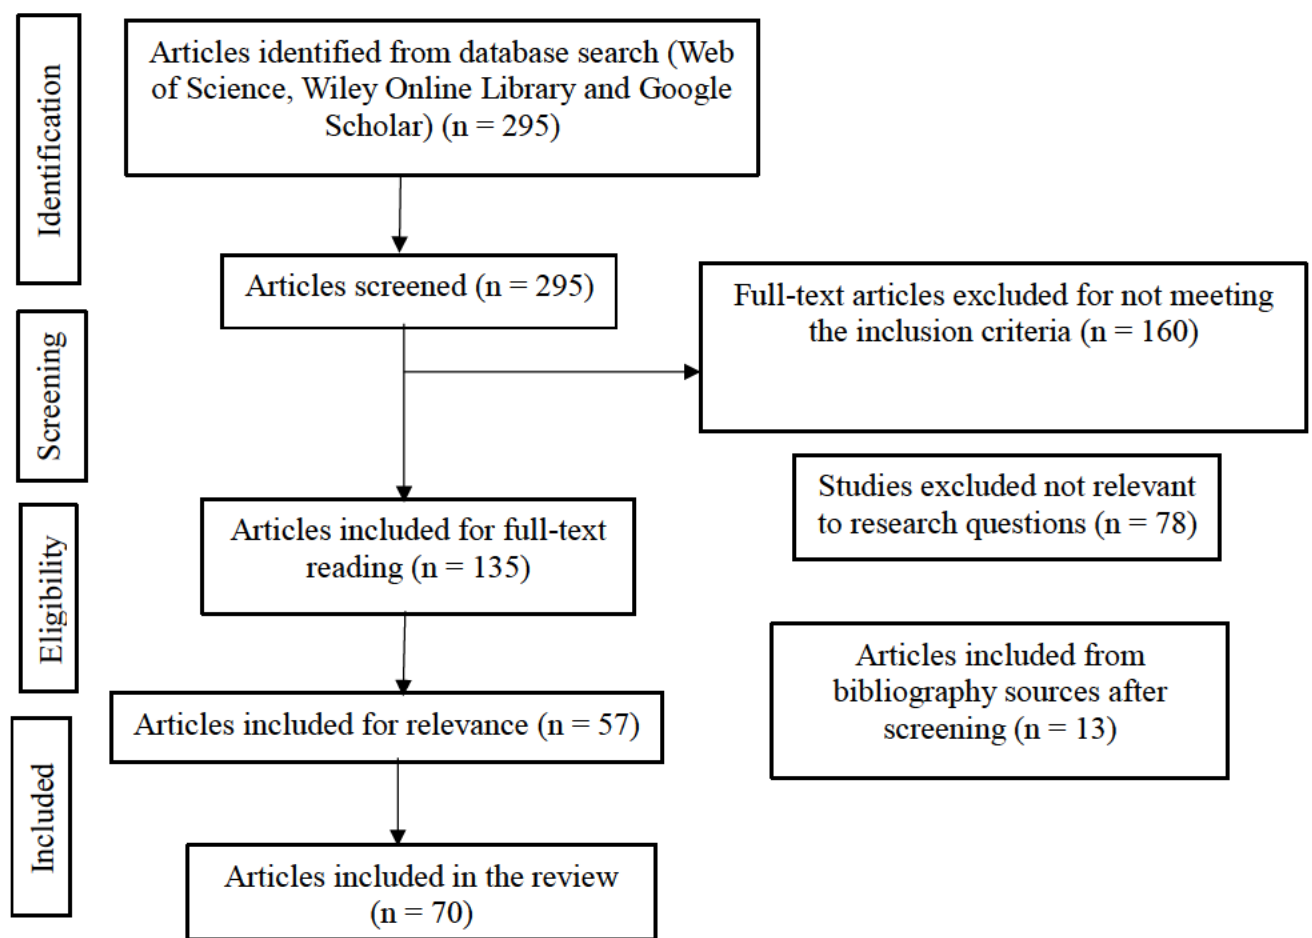 Identification
Articles identified from database search (Web
of Science, Wiley Online Library and Google
Scholar) (n = 295)
Articles screened (n = 295)
Full-text articles excluded for not meeting
the inclusion criteria (n = 160)
Screening
Studies excluded not relevant
to research questions (n = 78)
Articles included for full-text
reading (n = 135)
Eligibility
Articles included from
bibliography sources after
screening (n = 13)
Articles included for relevance (n = 57)
Included
Articles included in the review
(n = 70)